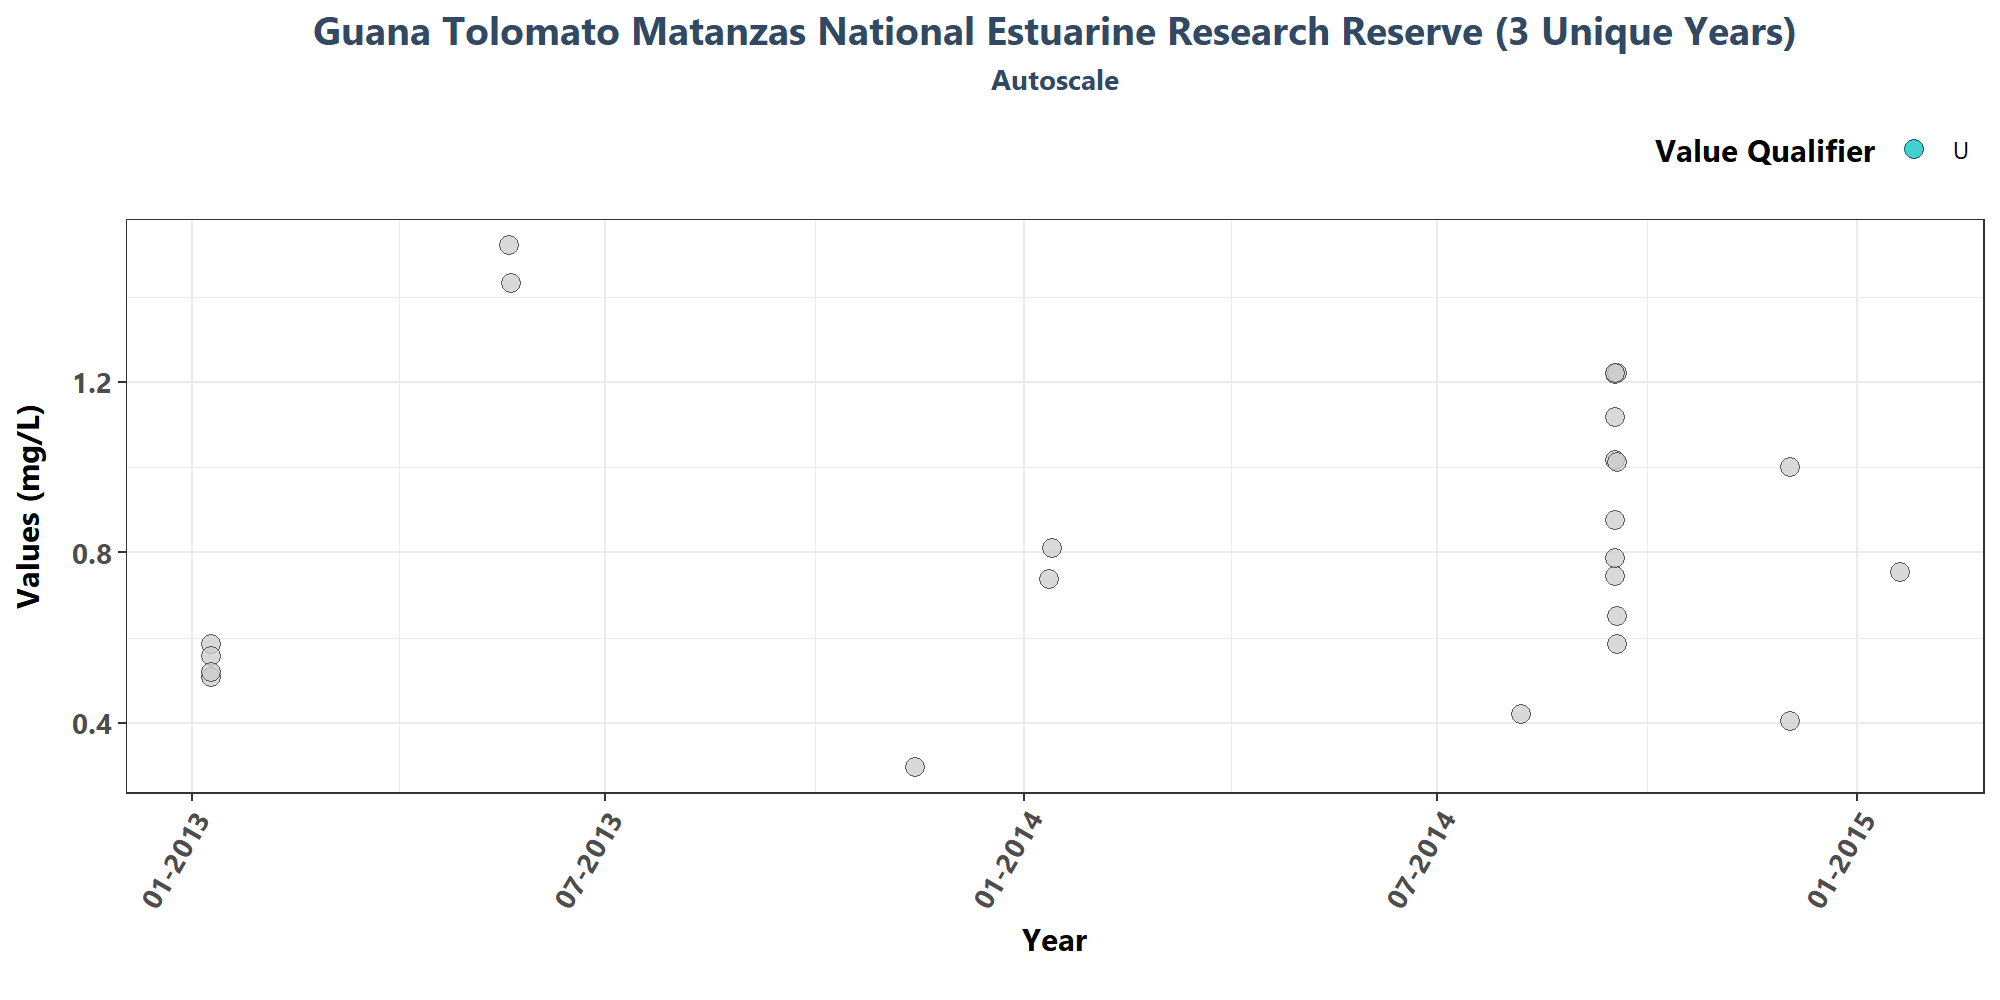 Guana Tolomato Matanzas National Estuarine Research Reserve (3 Unique Years)
Autoscale
Value Qualifier U
Values (mg/L)
1.2
0.8
0.4
01-2013
07-2013
01-2014
07-2014
01-2015
Year